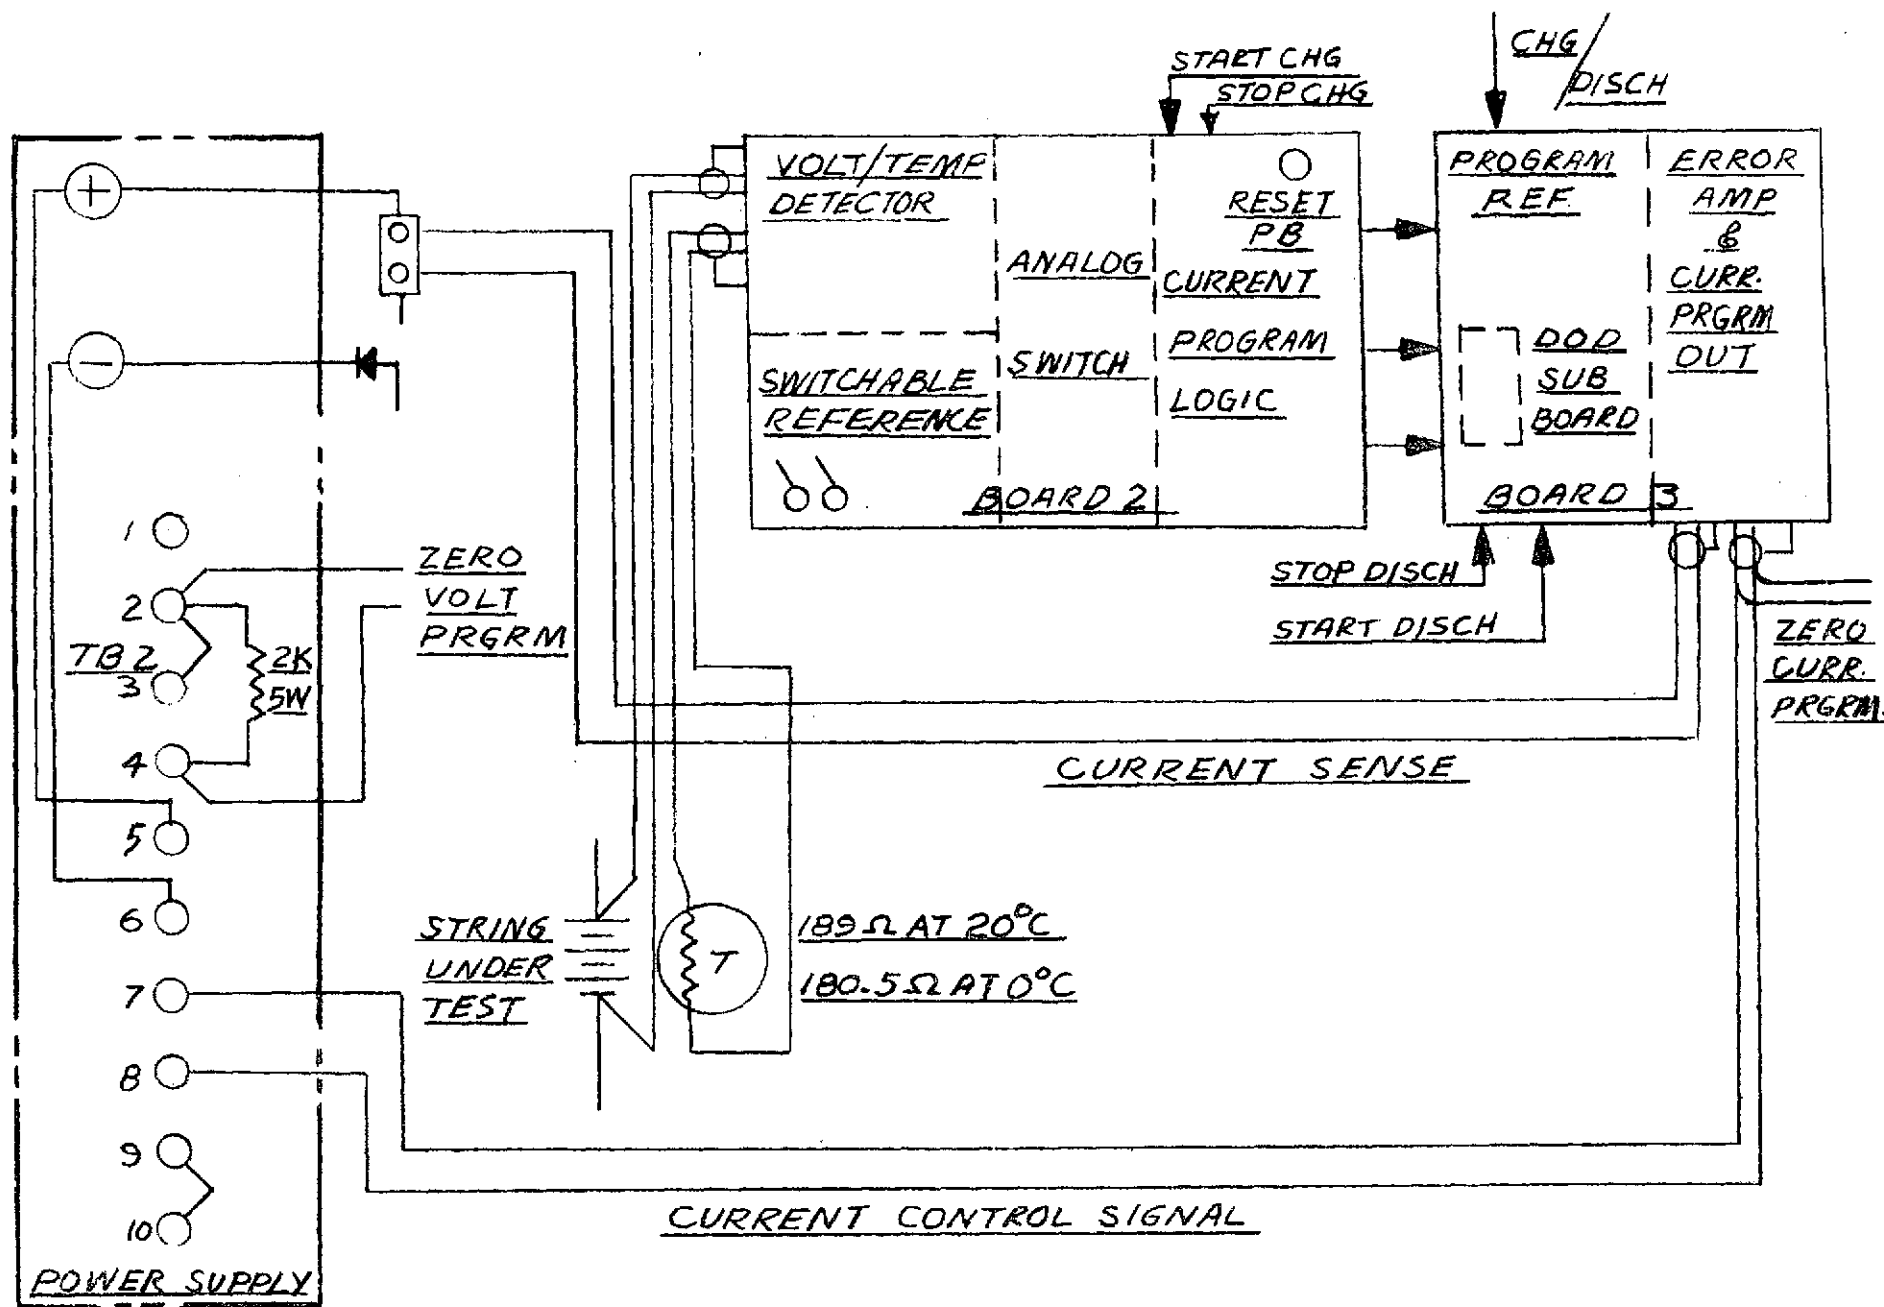 START CHG
STOP CHG
CHG/
DISCH
+
VOLT/TEMP
DETECTOR
RESET
PB
PROGRAM
REF.
ERROR
AMP
&
CURR.
PRGRM
OUT
ANALOG
SWITCH
CURRENT
PROGRAM
LOGIC
DOD
SUB
BOARD
−
SWITCHABLE
REFERENCE
BOARD 2
BOARD 3
1
2
TB2
3
4
5
6
7
8
9
10
2K
5W
ZERO
VOLT
PRGRM
STOP DISCH
START DISCH
ZERO
CURR.
PRGRM.
CURRENT SENSE
STRING
UNDER
TEST
T
189 Ω AT 20°C
180.5 Ω AT 0°C
CURRENT CONTROL SIGNAL
POWER SUPPLY